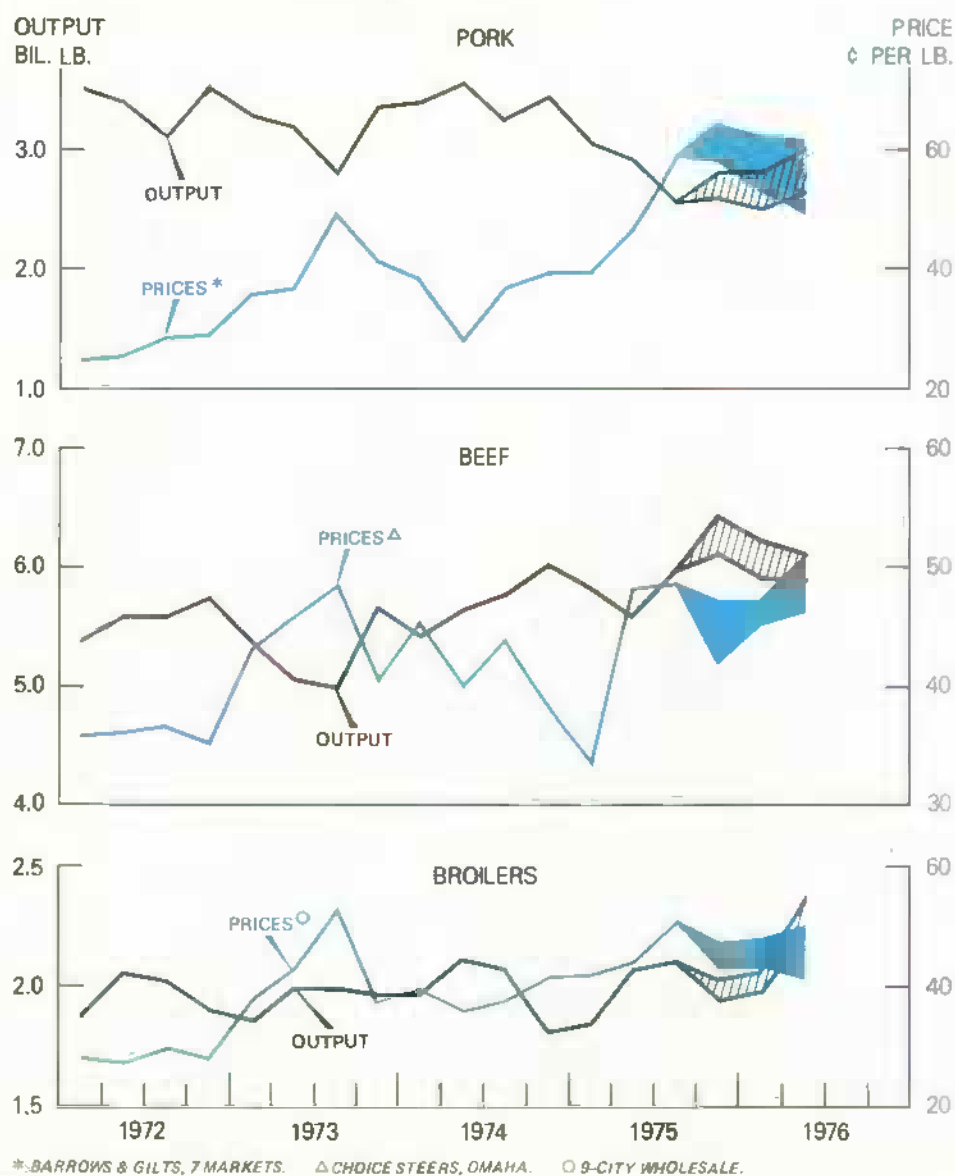 OUTPUT
BIL. LB.
PORK
PRICE
¢ PER LB.
3.0
60
OUTPUT
2.0
PRICES*
40
1.0
20
7.0
BEEF
60
PRICES△
6.0
50
5.0
40
OUTPUT
4.0
30
2.5
BROILERS
60
PRICES○
2.0
40
OUTPUT
1.5
20
1972 1973 1974 1975 1976
*BARROWS & GILTS, 7 MARKETS. △CHOICE STEERS, OMAHA. ○9-CITY WHOLESALE.